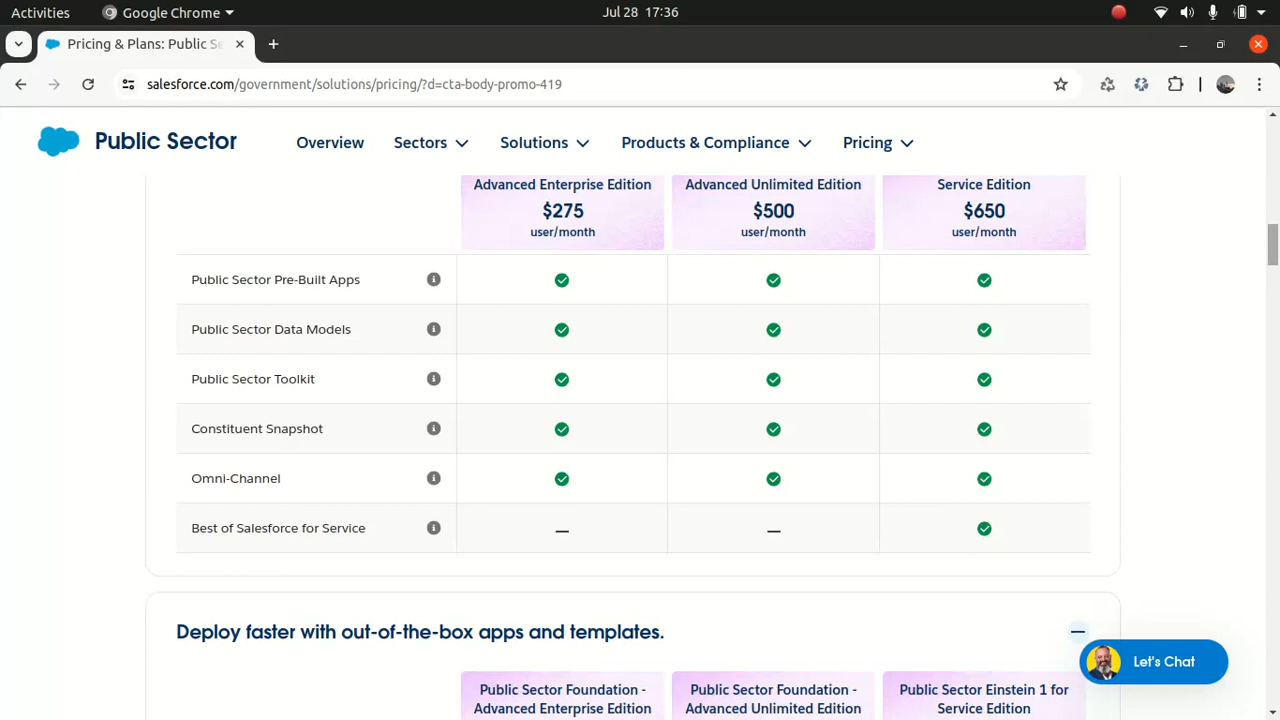 Activities
Google Chrome
Jul 28 17:36
Pricing & Plans: Public Se
salesforce.com/government/solutions/pricing/?d=cta-body-promo-419
Public Sector
Overview
Sectors
Solutions
Products & Compliance
Pricing
Advanced Enterprise Edition
$275
user/month
Advanced Unlimited Edition
$500
user/month
Service Edition
$650
user/month
Public Sector Pre-Built Apps
Public Sector Data Models
Public Sector Toolkit
Constituent Snapshot
Omni-Channel
Best of Salesforce for Service
Deploy faster with out-of-the-box apps and templates.
Let's Chat
Public Sector Foundation -
Advanced Enterprise Edition
Public Sector Foundation -
Advanced Unlimited Edition
Public Sector Einstein 1 for
Service Edition